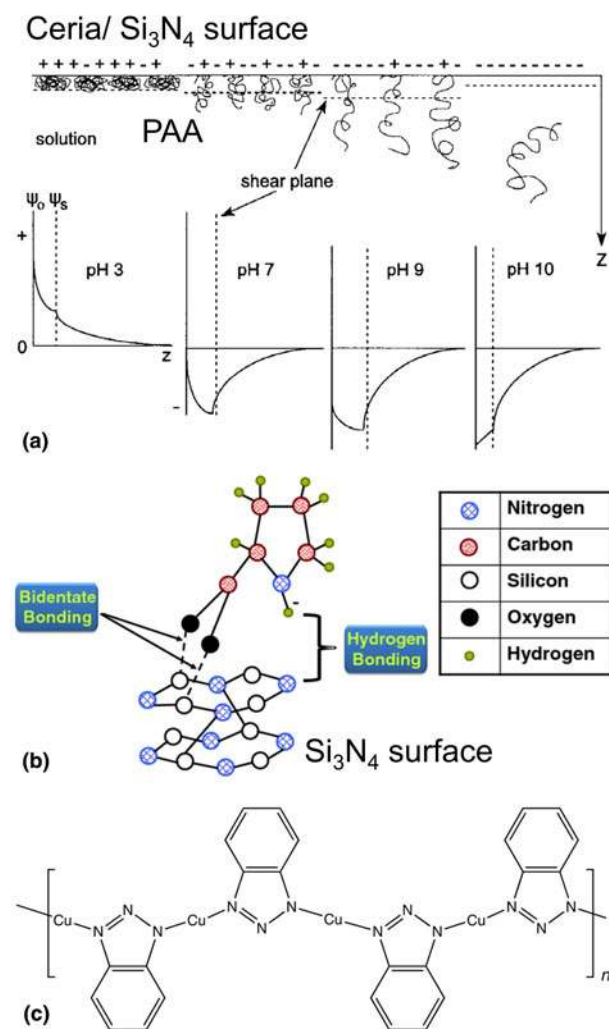 Ceria/ Si3N4 surface
+ + + - + + + + - + - + - + - + - + - - - - - + - - - - + - - - - + - - - - - - - - - -
solution
PAA
shear plane
Ψo Ψs
+
pH 3
pH 7
pH 9
pH 10
z
0
z
-
(a)
Bidentate
Bonding
-
Hydrogen
Bonding
Nitrogen
Carbon
Silicon
Oxygen
Hydrogen
Si3N4 surface
(b)
Cu
N
N
N
Cu
N
N
N
Cu
N
N
N
Cu
N
N
N
n
(c)